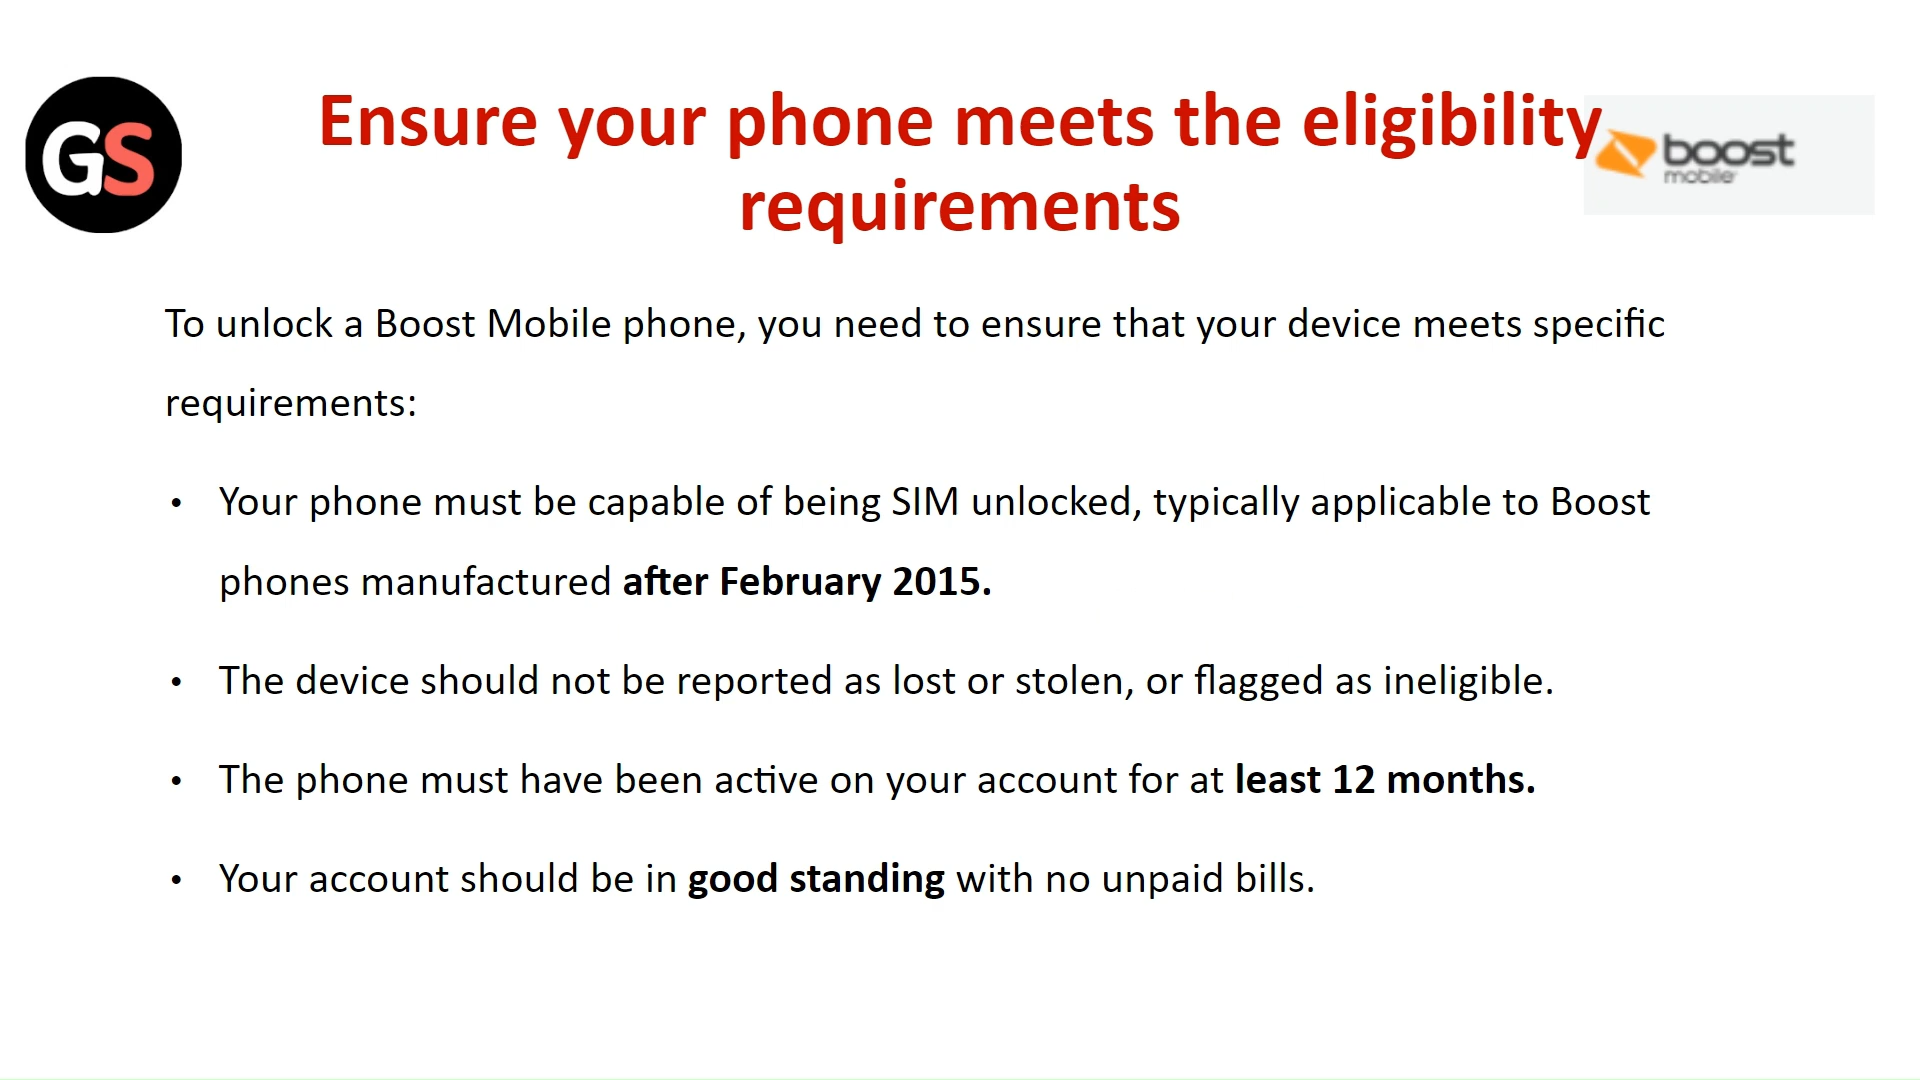 GS
Ensure your phone meets the eligibility
requirements
boost
mobile
To unlock a Boost Mobile phone, you need to ensure that your device meets specific
requirements:
• Your phone must be capable of being SIM unlocked, typically applicable to Boost
phones manufactured after February 2015.
• The device should not be reported as lost or stolen, or flagged as ineligible.
• The phone must have been active on your account for at least 12 months.
• Your account should be in good standing with no unpaid bills.